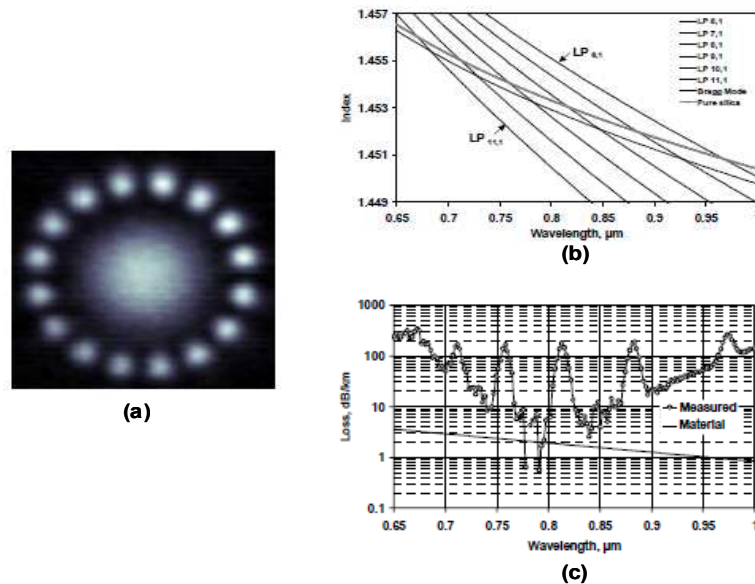 1.457
1.455
1.453
1.451
1.449
Index
LP 6,1
LP 7,1
LP 8,1
LP 9,1
LP 10,1
LP 11,1
Bragg Mode
Pure silica
LP 6,1
LP 11,1
0.65 0.7 0.75 0.8 0.85 0.9 0.95 1
Wavelength, µm
(b)
(a)
1000
100
10
1
0.1
Loss, dB/km
Measured
Material
0.65 0.7 0.75 0.8 0.85 0.9 0.95 1
Wavelength, µm
(c)